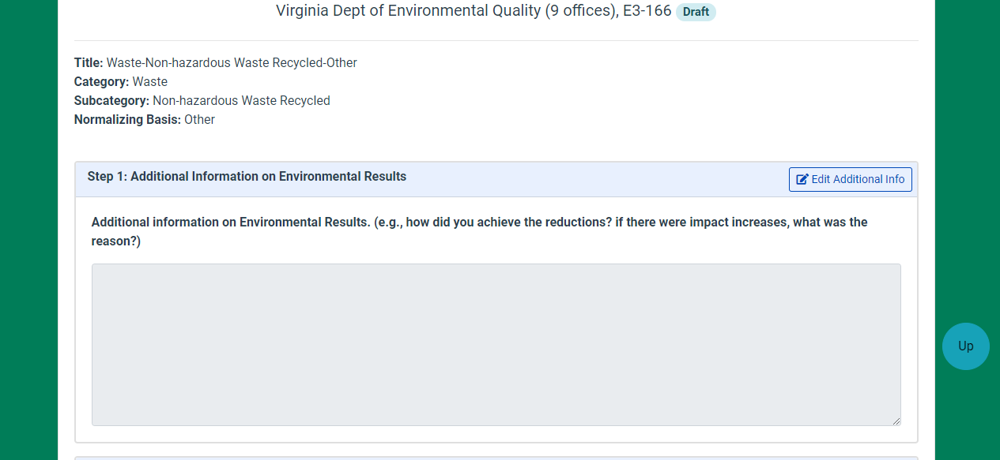 Virginia Dept of Environmental Quality (9 offices), E3-166 Draft
Title: Waste-Non-hazardous Waste Recycled-Other
Category: Waste
Subcategory: Non-hazardous Waste Recycled
Normalizing Basis: Other
Step 1: Additional Information on Environmental Results
Edit Additional Info
Additional information on Environmental Results. (e.g., how did you achieve the reductions? if there were impact increases, what was the
reason?)
Up